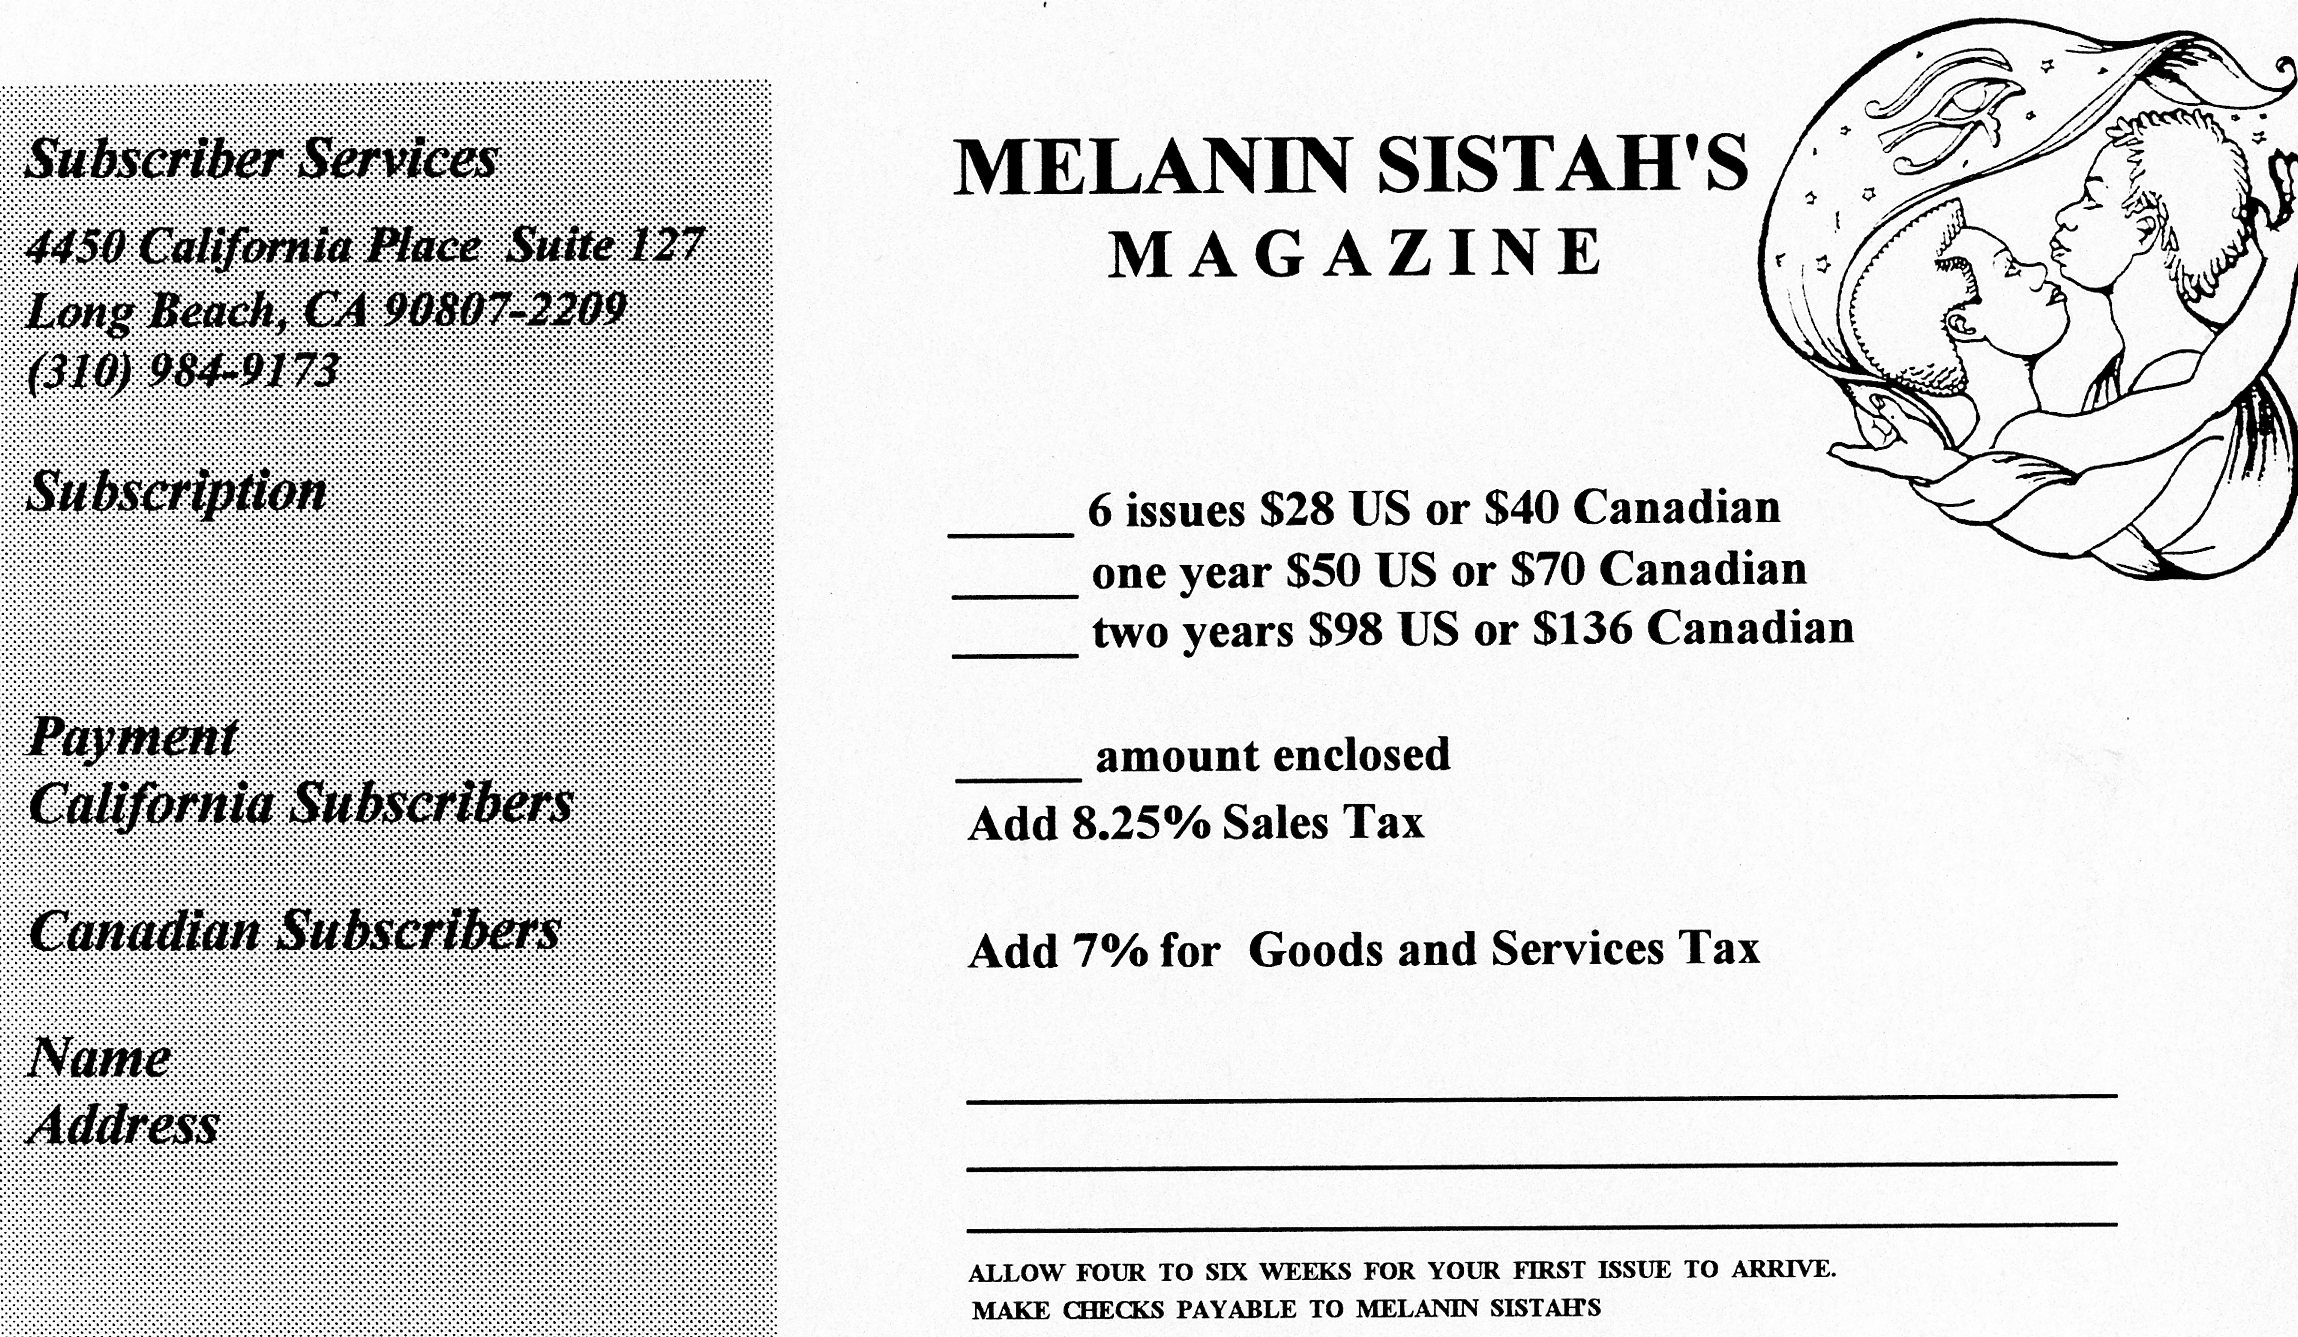 Subscriber Services
4450 California Place  Suite 127
Long Beach, CA 90807-2209
(310) 984-9173
MELANIN SISTAH'S
MAGAZINE
Subscription
_____ 6 issues $28 US or $40 Canadian
_____ one year $50 US or $70 Canadian
_____ two years $98 US or $136 Canadian
Payment
_____ amount enclosed
California Subscribers
Add 8.25% Sales Tax
Canadian Subscribers
Add 7% for  Goods and Services Tax
Name
Address
ALLOW FOUR TO SIX WEEKS FOR YOUR FIRST ISSUE TO ARRIVE.
MAKE CHECKS PAYABLE TO MELANIN SISTAH'S